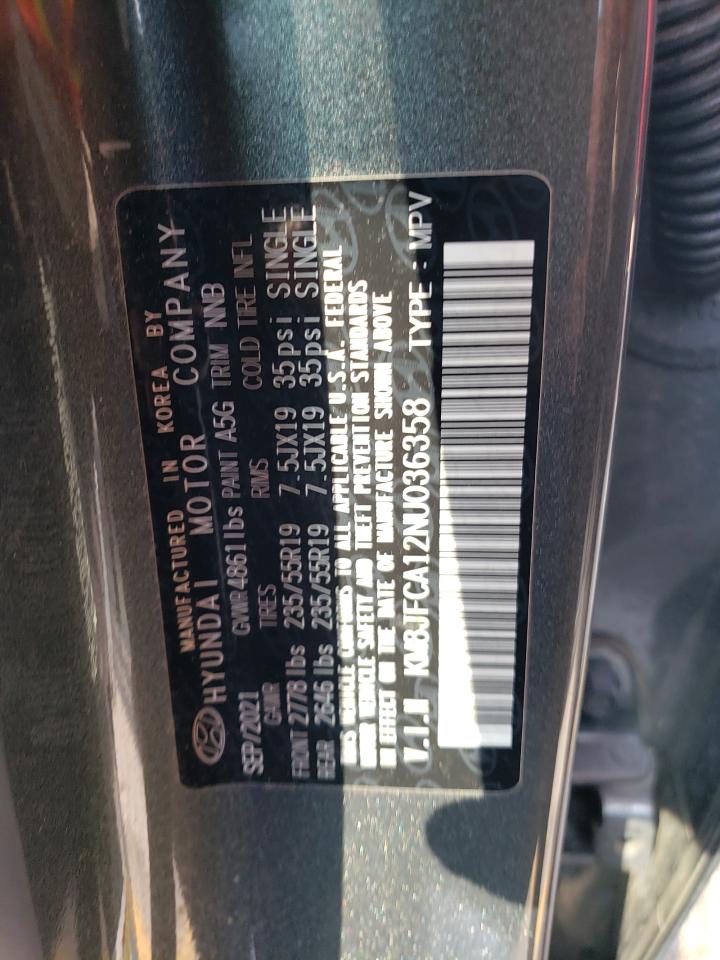 MANUFACTURED IN KOREA BY
HYUNDAI MOTOR COMPANY
SEP/2021 GVWR 4861lbs PAINT A5G TRIM NNB
GAWR TIRES RIMS COLD TIRE INFL
FRONT 2778 lbs 235/55R19 7.5JX19 35psi SINGLE
REAR 2646 lbs 235/55R19 7.5JX19 35psi SINGLE
THIS VEHICLE CONFORMS TO ALL APPLICABLE U.S.A. FEDERAL
MOTOR VEHICLE SAFETY AND THEFT PREVENTION STANDARDS
IN EFFECT ON THE DATE OF MANUFACTURE SHOWN ABOVE
V.I.N KM8JFCA12NU036358 TYPE : MPV